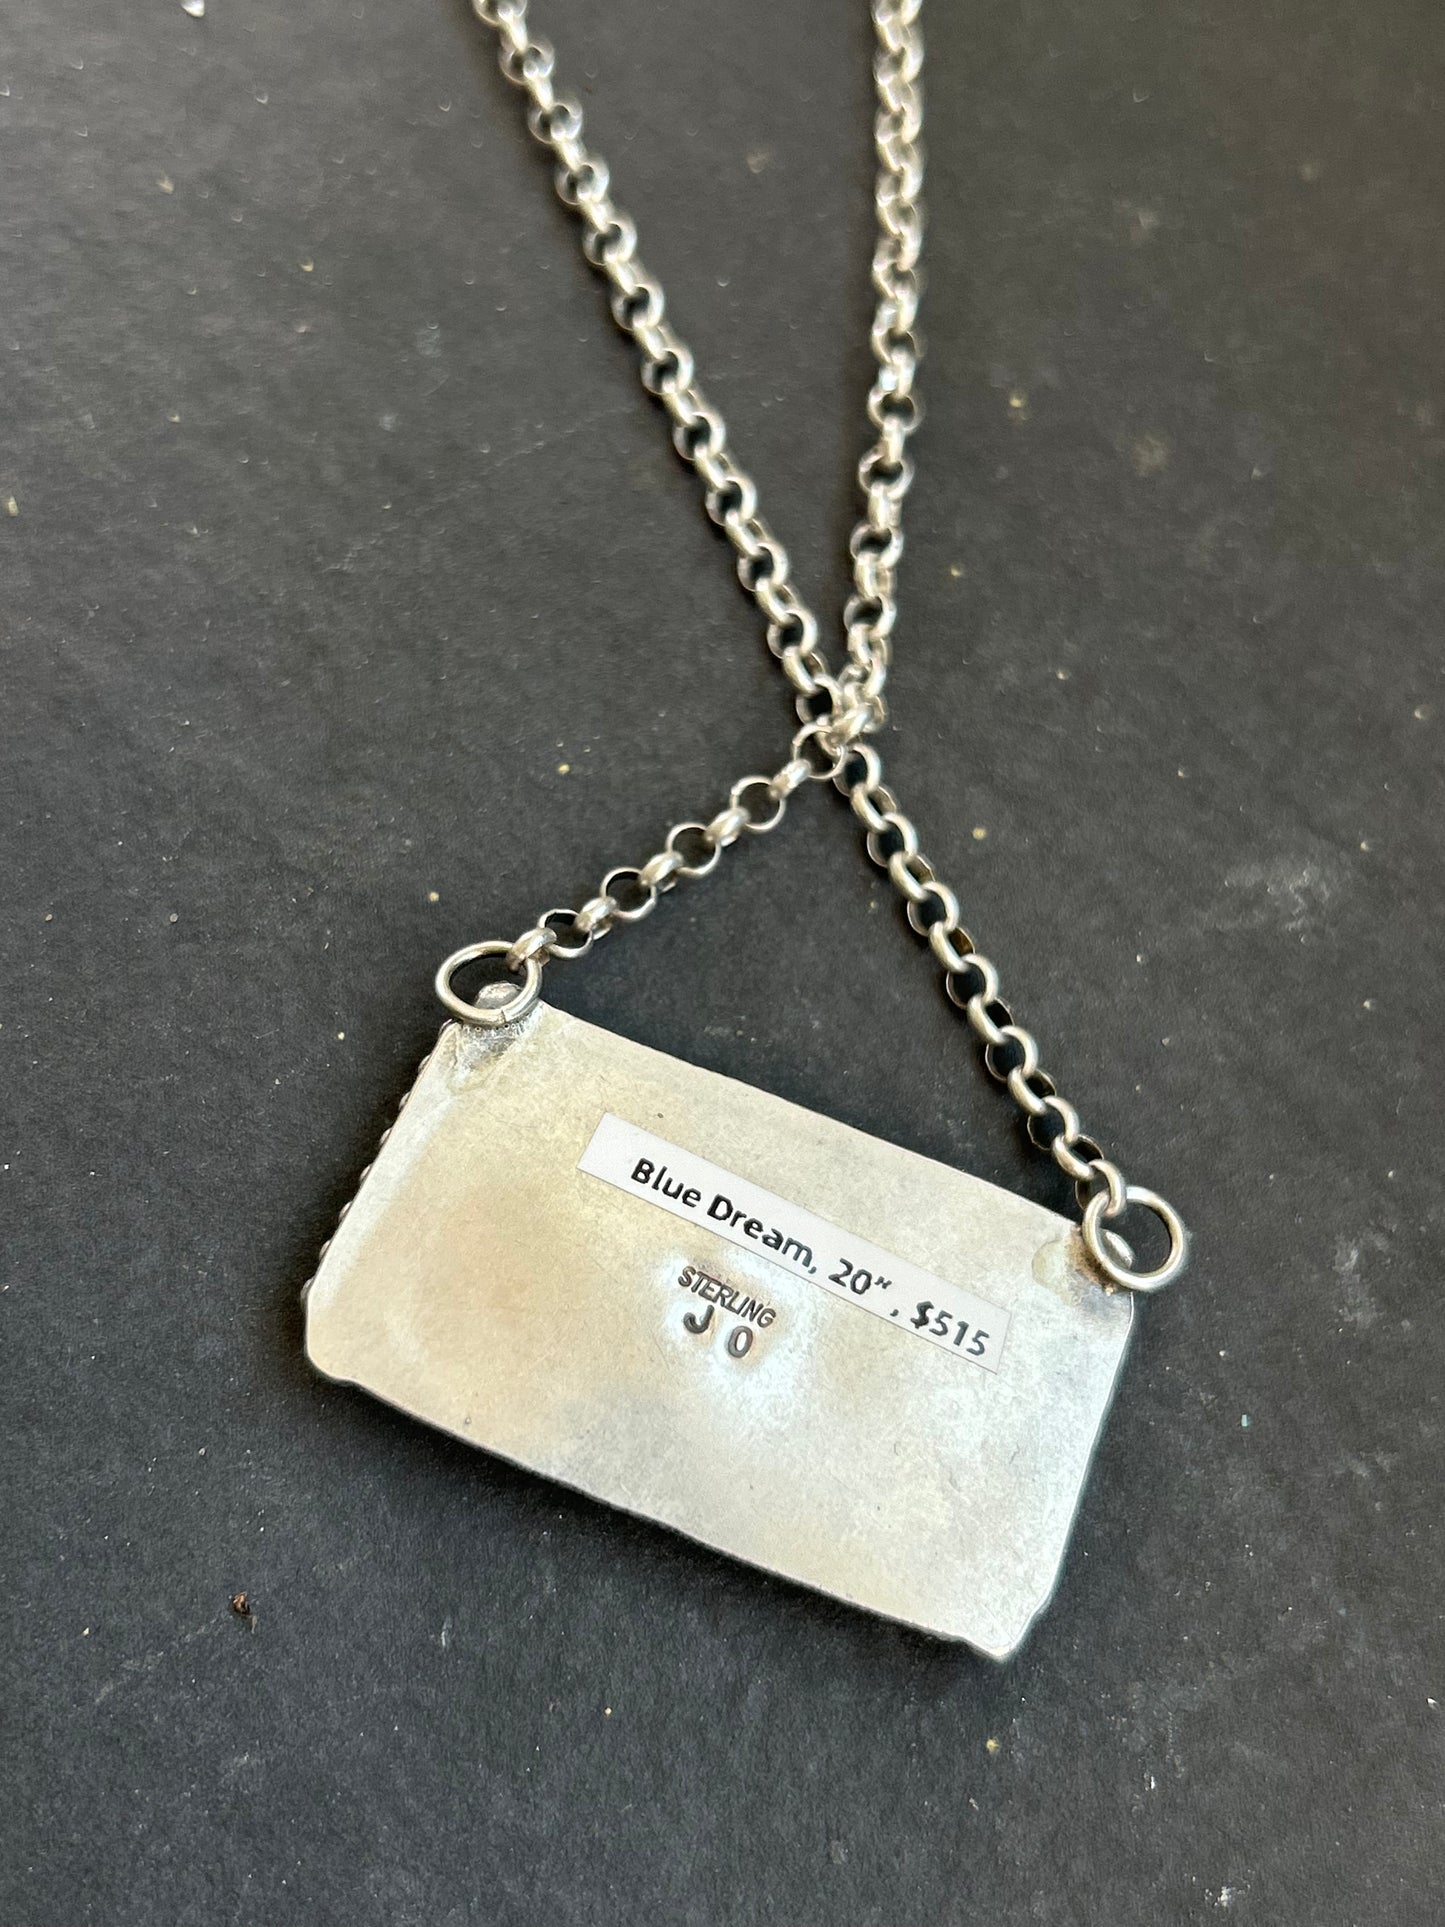 Blue Dream, 20", $515
STERLING
J O